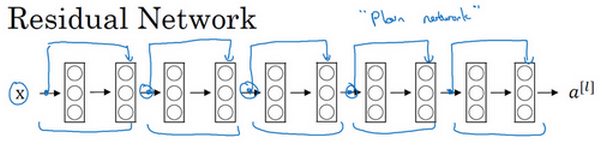 Residual Network
"Plain network"
x
a[l]